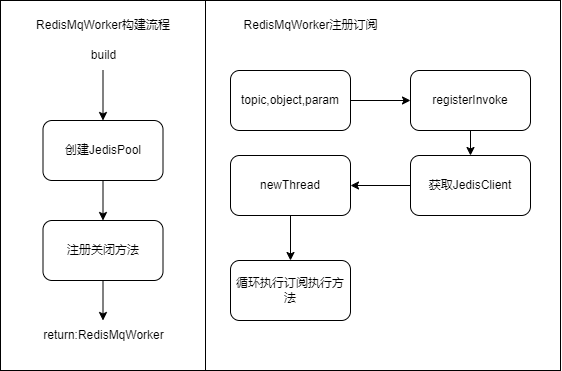 RedisMqWorker构建流程
build
创建JedisPool
注册关闭方法
return:RedisMqWorker
RedisMqWorker注册订阅
topic,object,param
registerInvoke
获取JedisClient
newThread
循环执行订阅执行方
法